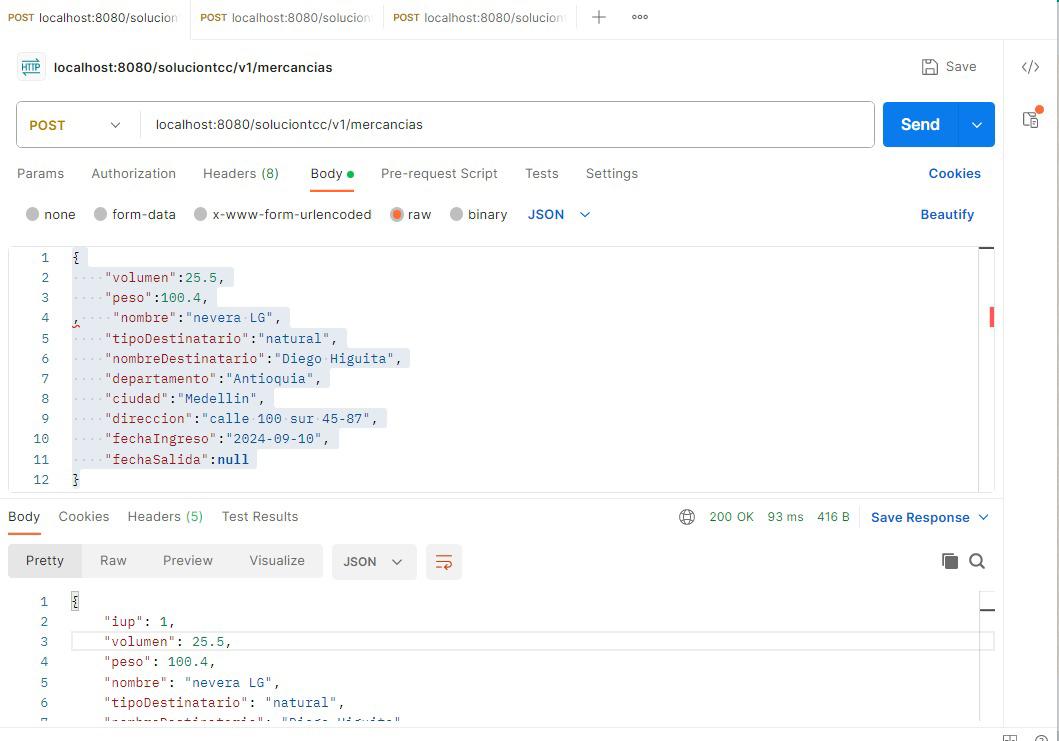 POST localhost:8080/solucion POST localhost:8080/solucion POST localhost:8080/solucion
HTTP localhost:8080/soluciontcc/v1/mercancias Save
POST localhost:8080/soluciontcc/v1/mercancias Send
Params Authorization Headers (8) Body Pre-request Script Tests Settings Cookies
none form-data x-www-form-urlencoded raw binary JSON Beautify
1 {
2 ····"volumen":25.5,
3 ····"peso":100.4,
4 ,···· "nombre":"nevera·LG",
5 ····"tipoDestinatario":"natural",
6 ····"nombreDestinatario":"Diego·Higuita",
7 ····"departamento":"Antioquia",
8 ····"ciudad":"Medellin",
9 ····"direccion":"calle·100·sur·45-87",
10 ····"fechaIngreso":"2024-09-10",
11 ····"fechaSalida":null
12 }
Body Cookies Headers (5) Test Results 200 OK 93 ms 416 B Save Response
Pretty Raw Preview Visualize JSON
1 {
2 "iup": 1,
3 "volumen": 25.5,
4 "peso": 100.4,
5 "nombre": "nevera LG",
6 "tipoDestinatario": "natural",
7 "nombreDestinatario": "Diego Higuita"